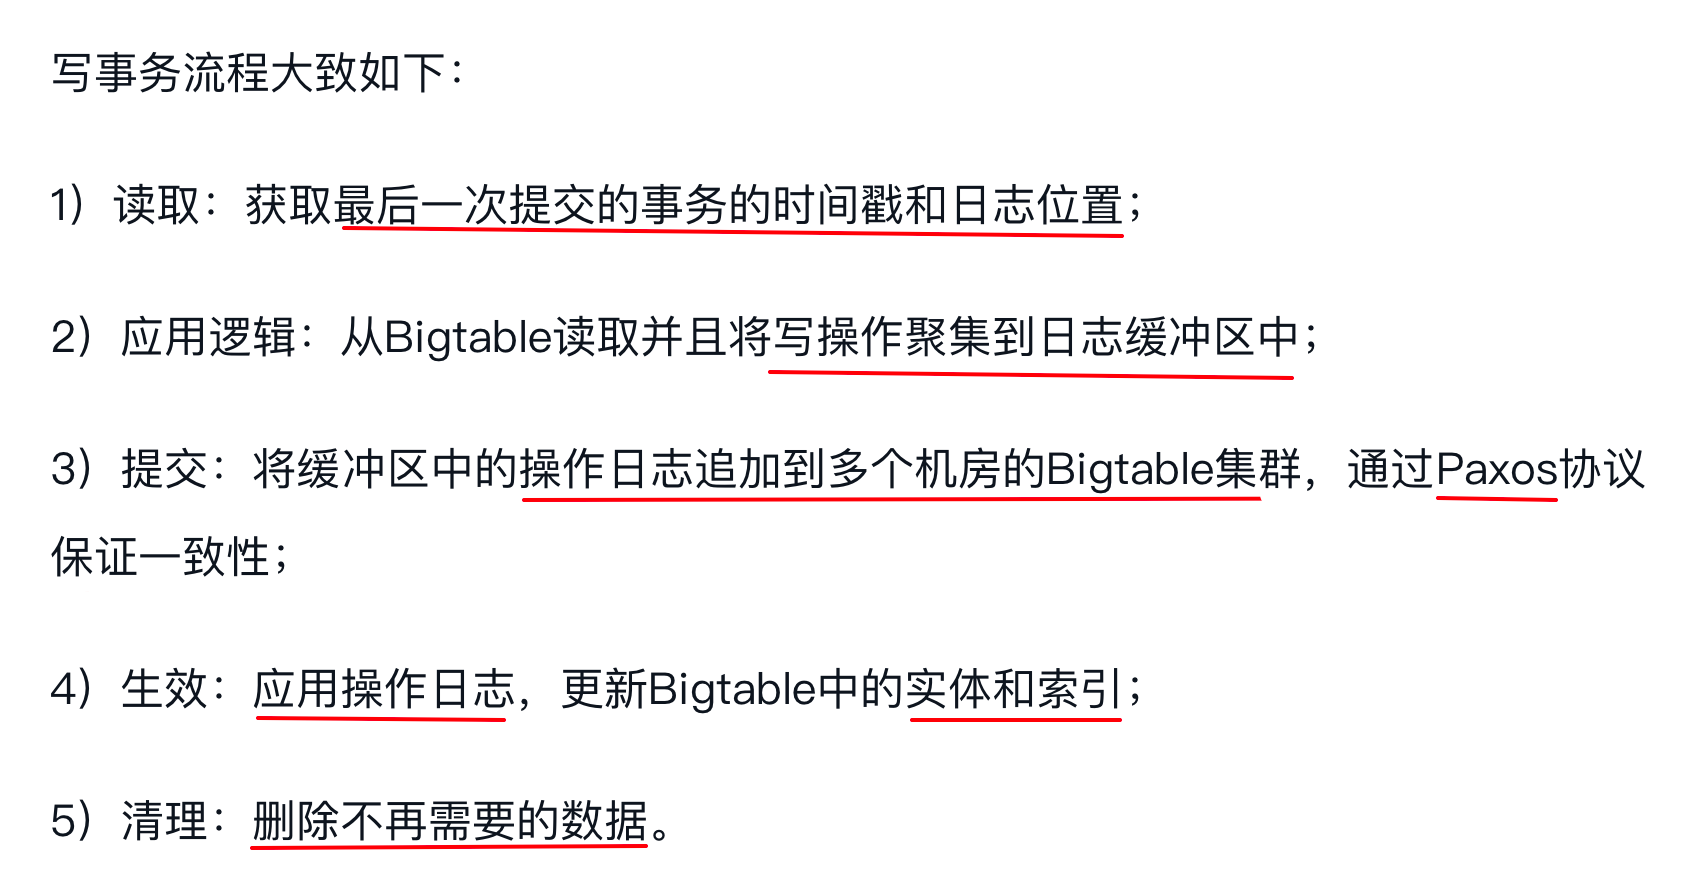 写事务流程大致如下：
1）读取：获取最后一次提交的事务的时间戳和日志位置；
2）应用逻辑：从Bigtable读取并且将写操作聚集到日志缓冲区中；
3）提交：将缓冲区中的操作日志追加到多个机房的Bigtable集群，通过Paxos协议
保证一致性；
4）生效：应用操作日志，更新Bigtable中的实体和索引；
5）清理：删除不再需要的数据。